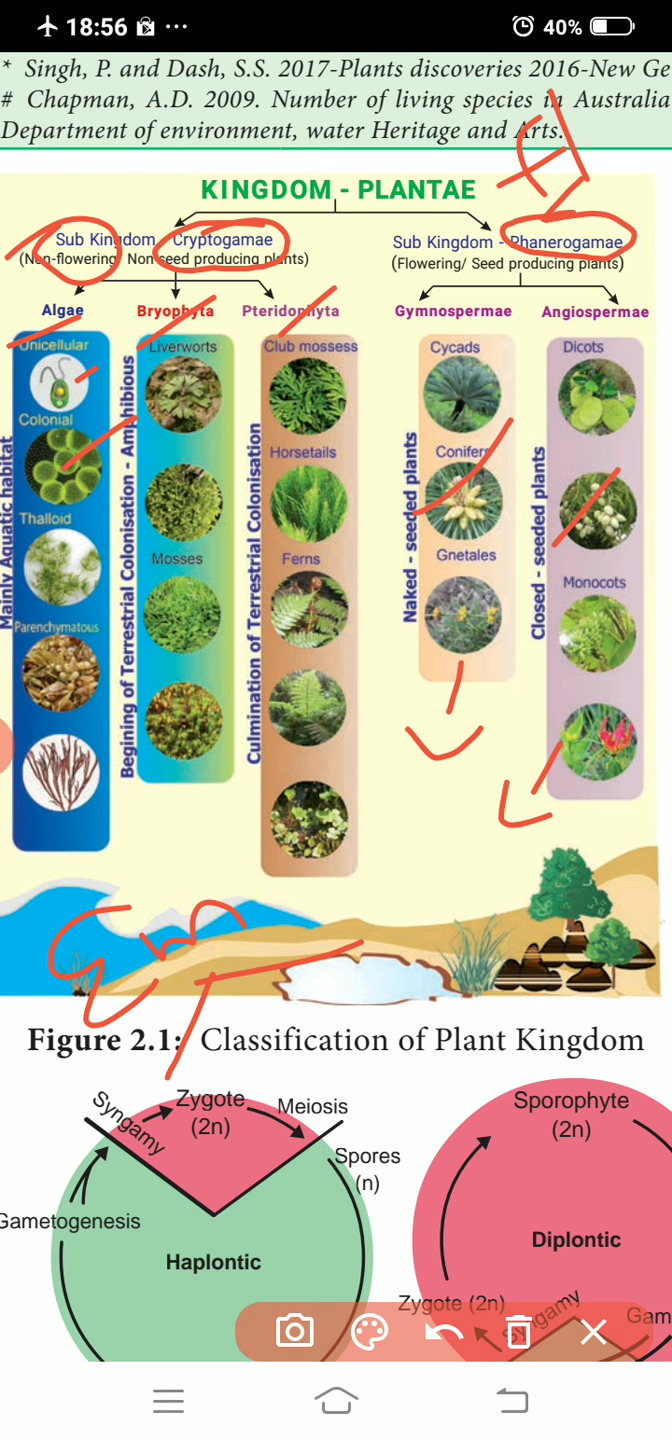 18:56
40%
* Singh, P. and Dash, S.S. 2017-Plants discoveries 2016-New Ge
# Chapman, A.D. 2009. Number of living species in Australia
Department of environment, water Heritage and Arts.
KINGDOM - PLANTAE
Sub Kingdom Cryptogamae
(Non-flowering/ Non seed producing plants)
Sub Kingdom - Phanerogamae
(Flowering/ Seed producing plants)
Algae
Bryophyta
Pteridophyta
Gymnospermae
Angiospermae
Mainly Aquatic habitat
Unicellular
Colonial
Thalloid
Parenchymatous
Begining of Terrestrial Colonisation - Amphibious
Liverworts
Mosses
Culmination of Terrestrial Colonisation
Club mossess
Horsetails
Ferns
Naked - seeded plants
Cycads
Conifers
Gnetales
Closed - seeded plants
Dicots
Monocots
Figure 2.1: Classification of Plant Kingdom
Syngamy
Zygote
(2n)
Meiosis
Spores
(n)
Gametogenesis
Haplontic
Sporophyte
(2n)
Diplontic
Zygote (2n)
Syngamy
Gam